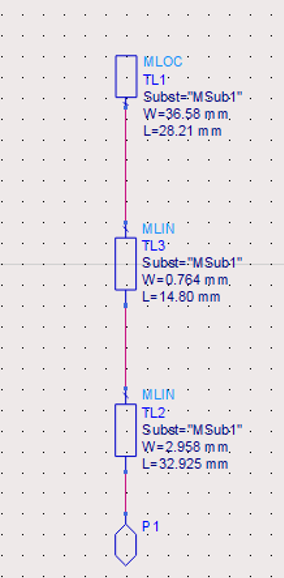 MLOC
TL1
Subst="MSub1"
W=36.58 mm
L=28.21 mm
MLIN
TL3
Subst="MSub1"
W=0.764 mm
L=14.80 mm
MLIN
TL2
Subst="MSub1"
W=2.958 mm
L=32.925 mm
P1